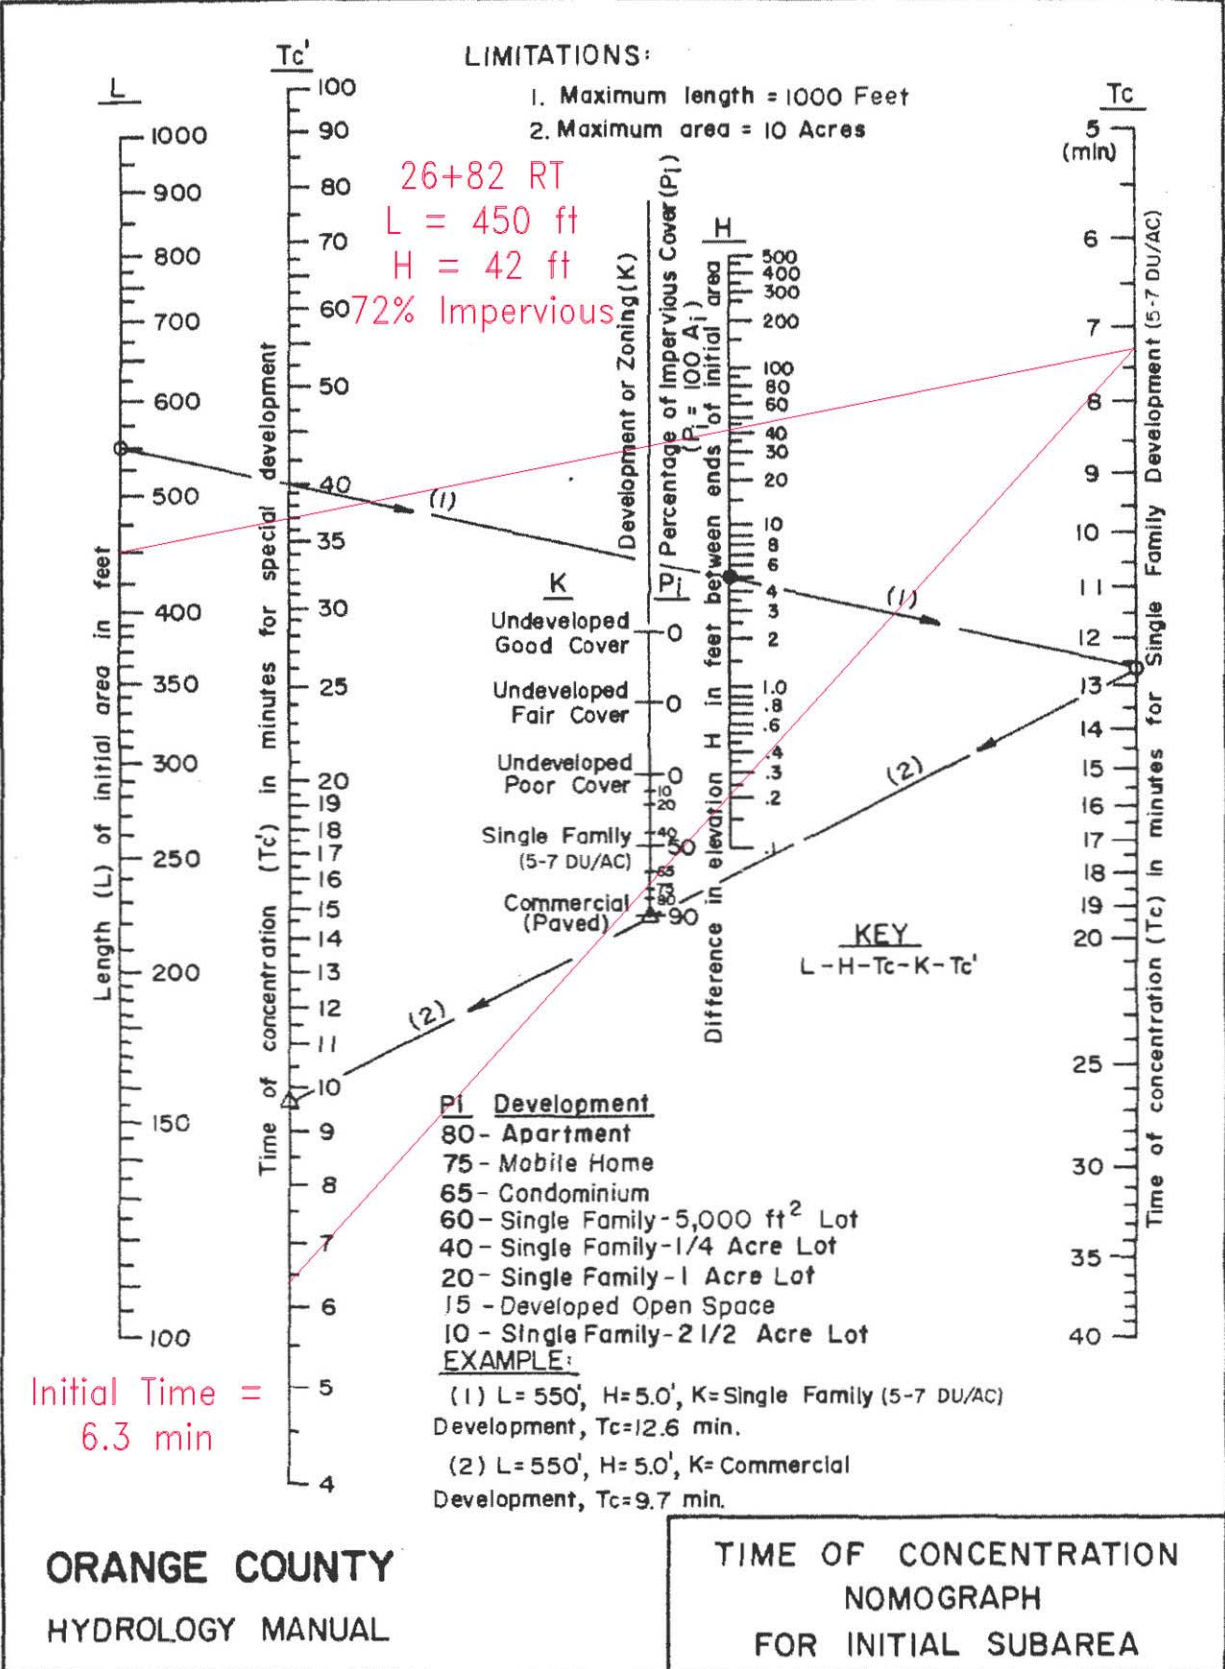 LIMITATIONS:
1. Maximum length = 1000 Feet
2. Maximum area = 10 Acres
L
1000
900
800
700
600
500
400
350
300
250
200
150
100
Length (L) of initial area in feet
Tc'
100
90
80
70
60
50
40
35
30
25
20
19
18
17
16
15
14
13
12
11
10
9
8
7
6
5
4
Time of concentration (Tc') in minutes for special development
26+82 RT
L = 450 ft
H = 42 ft
72% Impervious
Development or Zoning (K)
Percentage of Impervious Cover (Pi)
(Pi = 100 Ai)
K
Pi
Undeveloped
Good Cover
0
Undeveloped
Fair Cover
0
Undeveloped
Poor Cover
0
10
20
40
Single Family
(5-7 DU/AC)
50
65
75
80
Commercial
(Paved)
90
H
500
400
300
200
100
80
60
40
30
20
10
8
6
4
3
2
1.0
.8
.6
.4
.3
.2
.1
Difference in elevation H in feet between ends of initial area
Tc
5
(min)
6
7
8
9
10
11
12
13
14
15
16
17
18
19
20
25
30
35
40
Time of concentration (Tc) in minutes for Single Family Development (5-7 DU/AC)
(1)
(1)
(2)
(2)
KEY
L-H-Tc-K-Tc'
Pi Development
80- Apartment
75- Mobile Home
65- Condominium
60- Single Family-5,000 ft² Lot
40- Single Family-1/4 Acre Lot
20- Single Family-1 Acre Lot
15 - Developed Open Space
10 - Single Family-2 1/2 Acre Lot
EXAMPLE:
(1) L= 550', H= 5.0', K= Single Family (5-7 DU/AC)
Development, Tc=12.6 min.
(2) L= 550', H= 5.0', K= Commercial
Development, Tc=9.7 min.
Initial Time =
6.3 min
ORANGE COUNTY
HYDROLOGY MANUAL
TIME OF CONCENTRATION
NOMOGRAPH
FOR INITIAL SUBAREA